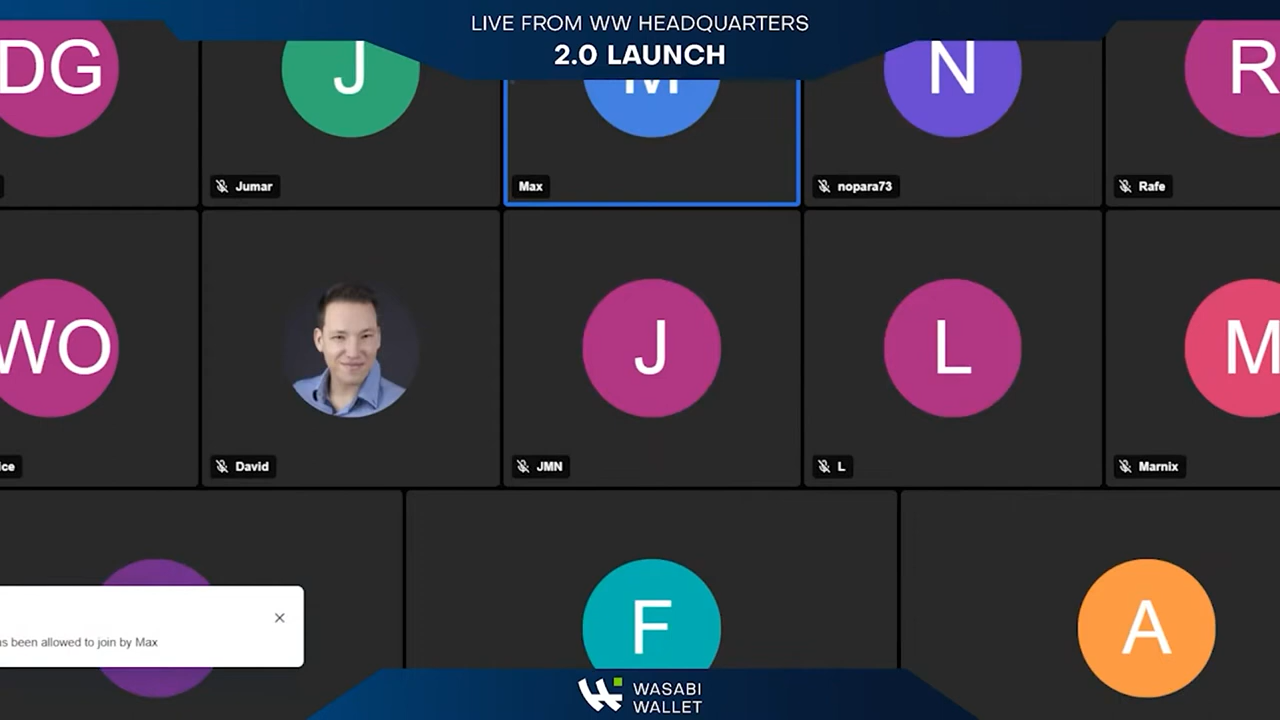 LIVE FROM WW HEADQUARTERS
2.0 LAUNCH
DG
J
M
N
R
Jumar
Max
nopara73
Rafe
WO
J
L
M
ice
David
JMN
L
Marnix
F
A
s been allowed to join by Max
WASABI
WALLET